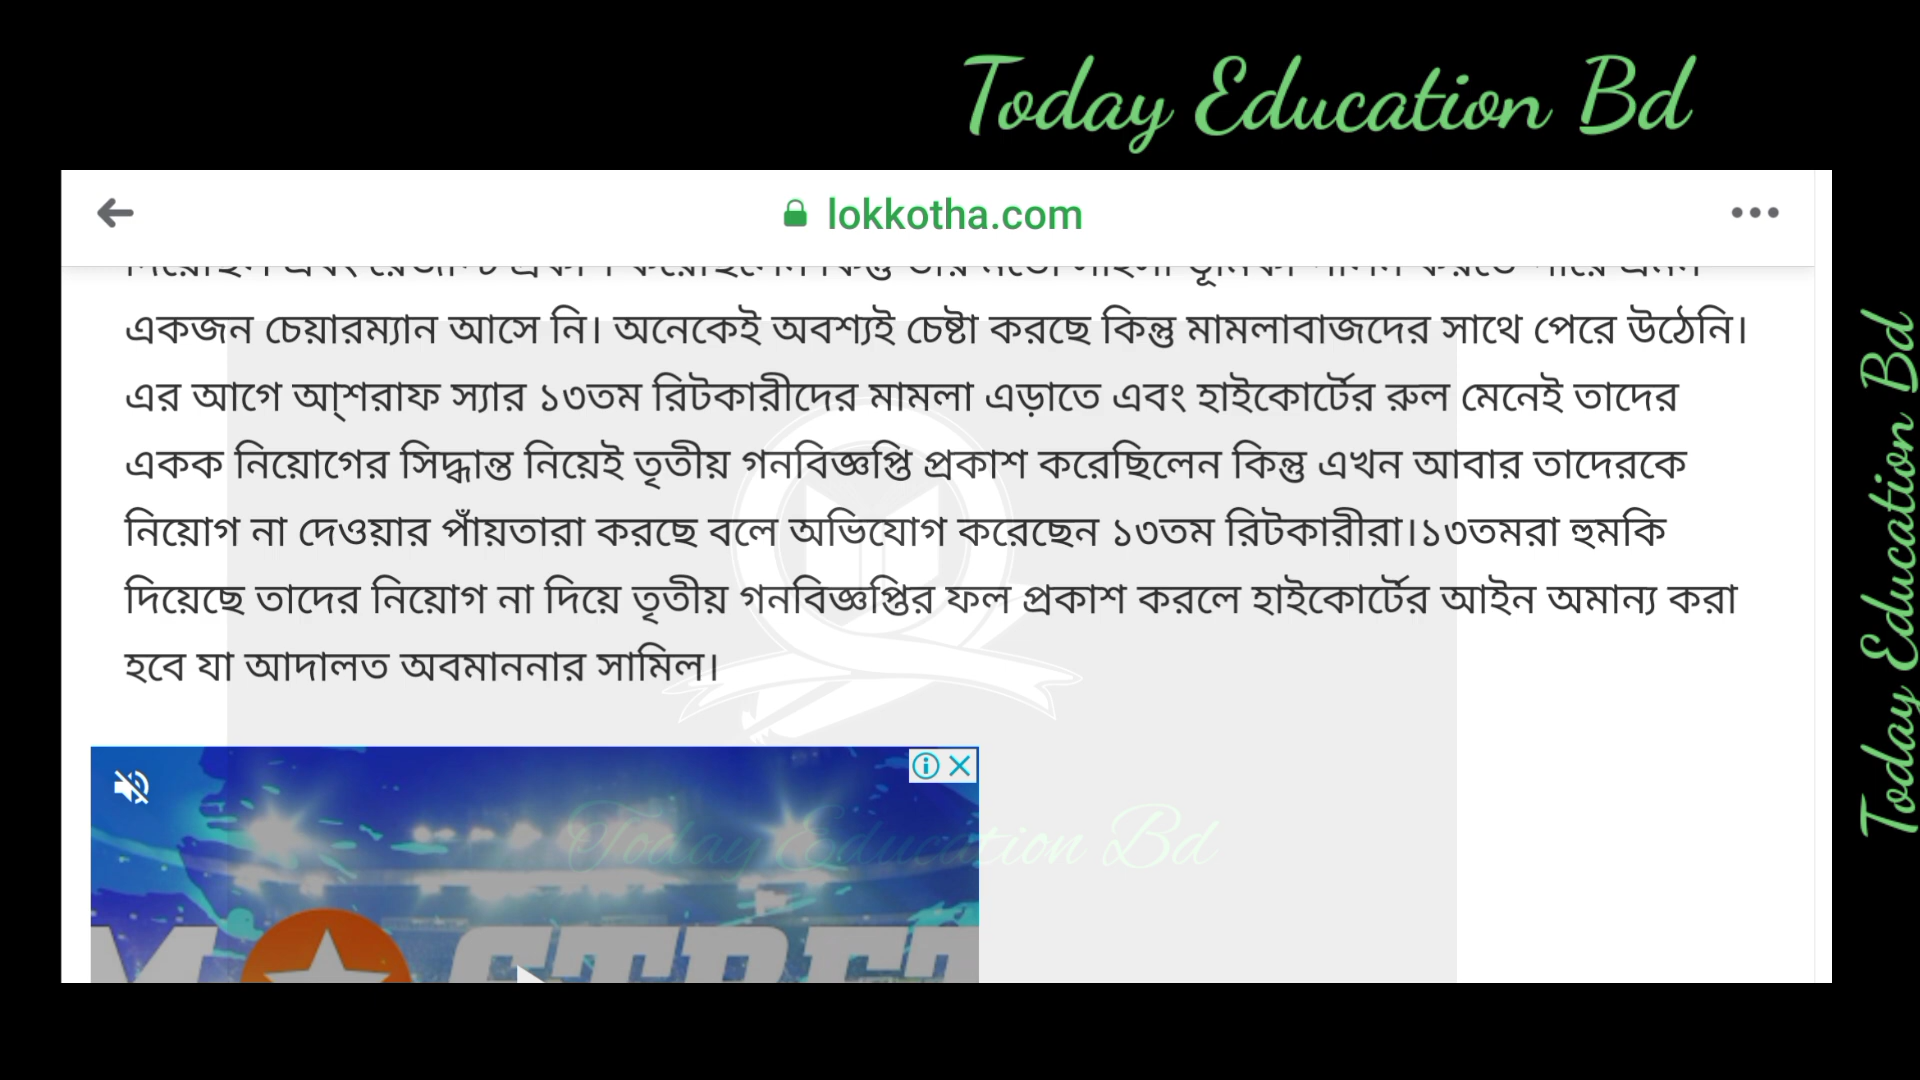 Today Education Bd
lokkotha.com
একজন চেয়ারম্যান আসে নি। অনেকেই অবশ্যই চেষ্টা করছে কিন্তু মামলাবাজদের সাথে পেরে উঠেনি।
এর আগে আ্শরাফ স্যার ১৩তম রিটকারীদের মামলা এড়াতে এবং হাইকোর্টের রুল মেনেই তাদের
একক নিয়োগের সিদ্ধান্ত নিয়েই তৃতীয় গনবিজ্ঞপ্তি প্রকাশ করেছিলেন কিন্তু এখন আবার তাদেরকে
নিয়োগ না দেওয়ার পাঁয়তারা করছে বলে অভিযোগ করেছেন ১৩তম রিটকারীরা।১৩তমরা হুমকি
দিয়েছে তাদের নিয়োগ না দিয়ে তৃতীয় গনবিজ্ঞপ্তির ফল প্রকাশ করলে হাইকোর্টের আইন অমান্য করা
হবে যা আদালত অবমাননার সামিল।
Today Education Bd
Today Education Bd